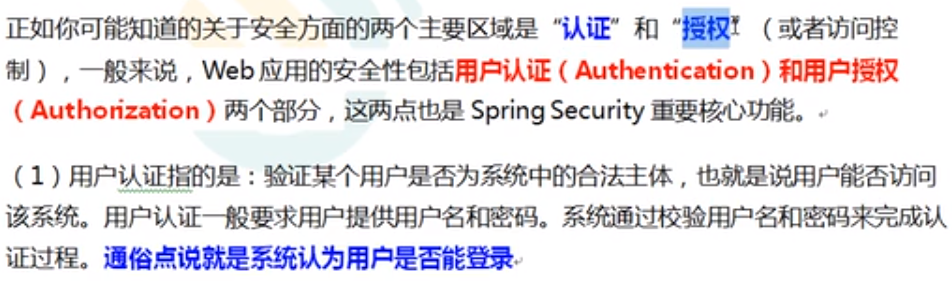 正如你可能知道的关于安全方面的两个主要区域是“认证”和“授权”（或者访问控
制），一般来说，Web 应用的安全性包括用户认证（Authentication）和用户授权
（Authorization）两个部分，这两点也是 Spring Security 重要核心功能。
（1）用户认证指的是：验证某个用户是否为系统中的合法主体，也就是说用户能否访问
该系统。用户认证一般要求用户提供用户名和密码。系统通过校验用户名和密码来完成认
证过程。通俗点说就是系统认为用户是否能登录